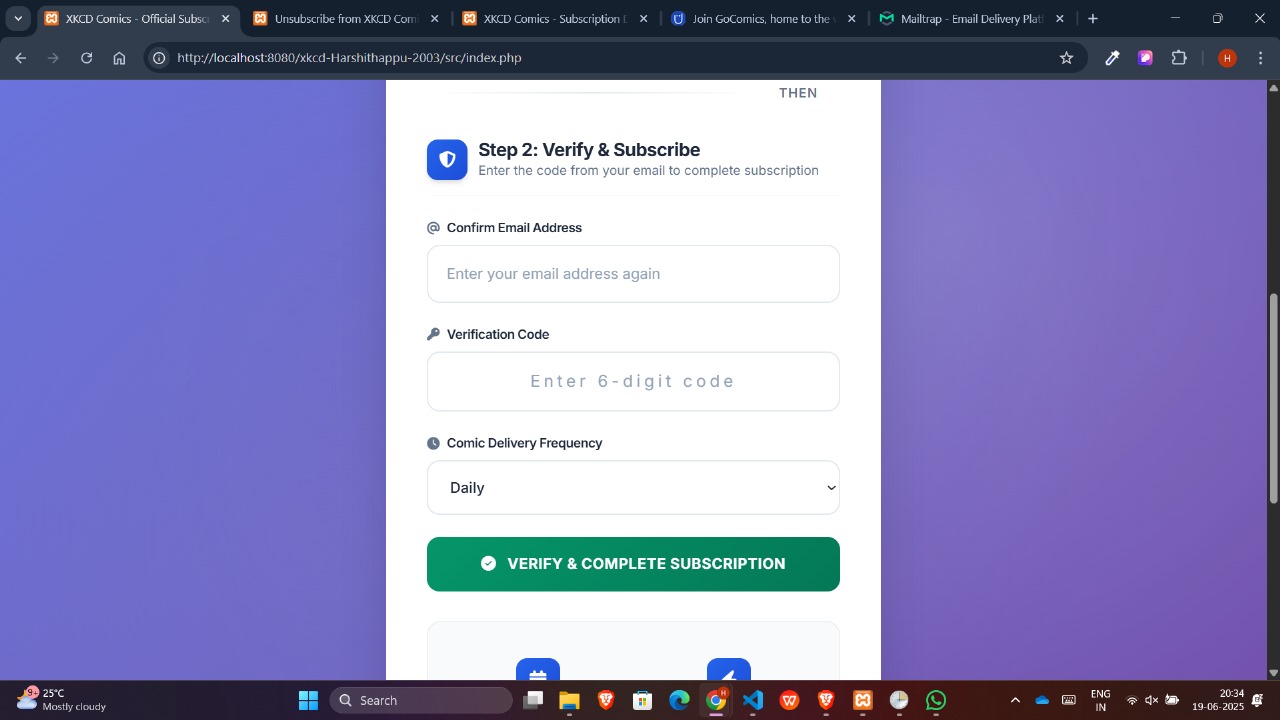 XKCD Comics - Official Subsc
Unsubscribe from XKCD Com
XKCD Comics - Subscription D
Join GoComics, home to the
Mailtrap - Email Delivery Plat
http://localhost:8080/xkcd-Harshithappu-2003/src/index.php
H
THEN
Step 2: Verify & Subscribe
Enter the code from your email to complete subscription
Confirm Email Address
Enter your email address again
Verification Code
Enter 6-digit code
Comic Delivery Frequency
Daily
VERIFY & COMPLETE SUBSCRIPTION
9+
25°C
Mostly cloudy
Search
H
ENG
IN
20:34
19-06-2025